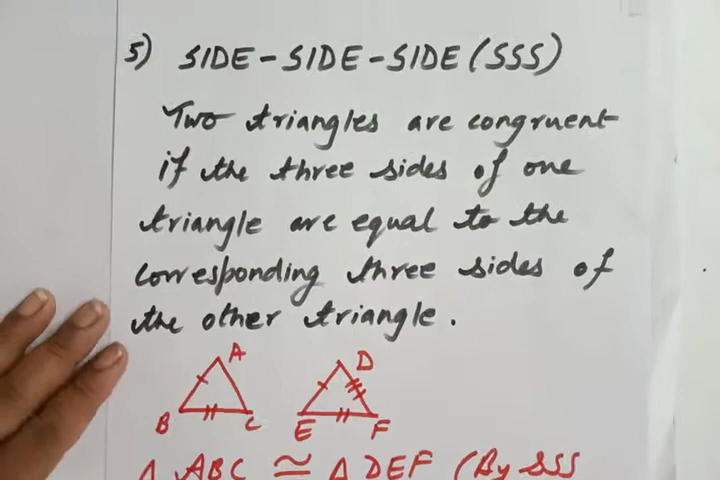 5) SIDE-SIDE-SIDE (SSS)
Two triangles are congruent
if the three sides of one
triangle are equal to the
corresponding three sides of
the other triangle.
A D
B C E F
Δ ABC ≅ Δ DEF (By SSS